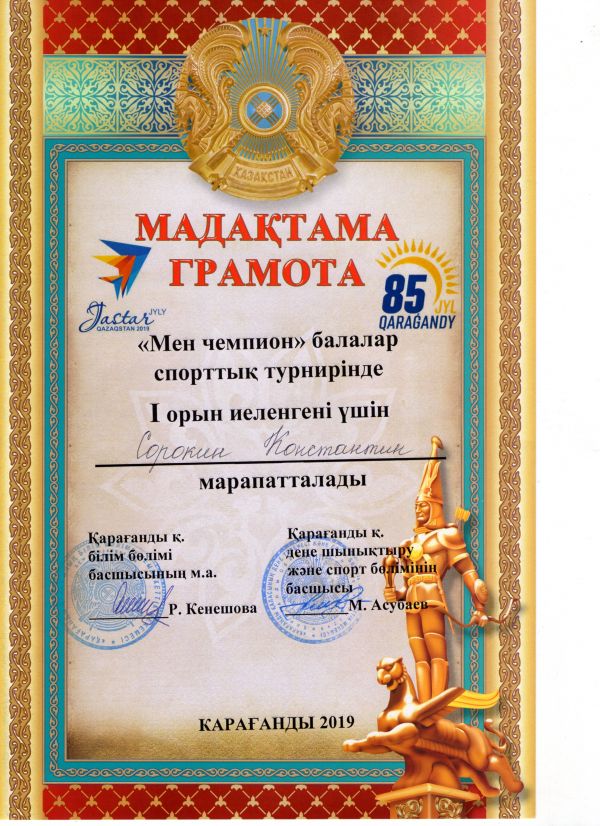 ҚАЗАҚСТАН
МАДАҚТАМА
ГРАМОТА
Jastar JYLY
QAZAQSTAN 2019
85 JYL
QARAĞANDY
«Мен чемпион» балалар
спорттық турнирінде
I орын иеленгені үшін
Сорокин Константин
марапатталады
Қарағанды қ.
білім бөлімі
басшысының м.а.
Р. Кенешова
Қарағанды қ.
дене шынықтыру
және спорт бөлімінің
басшысы
М. Асубаев
ҚАРАҒАНДЫ 2019